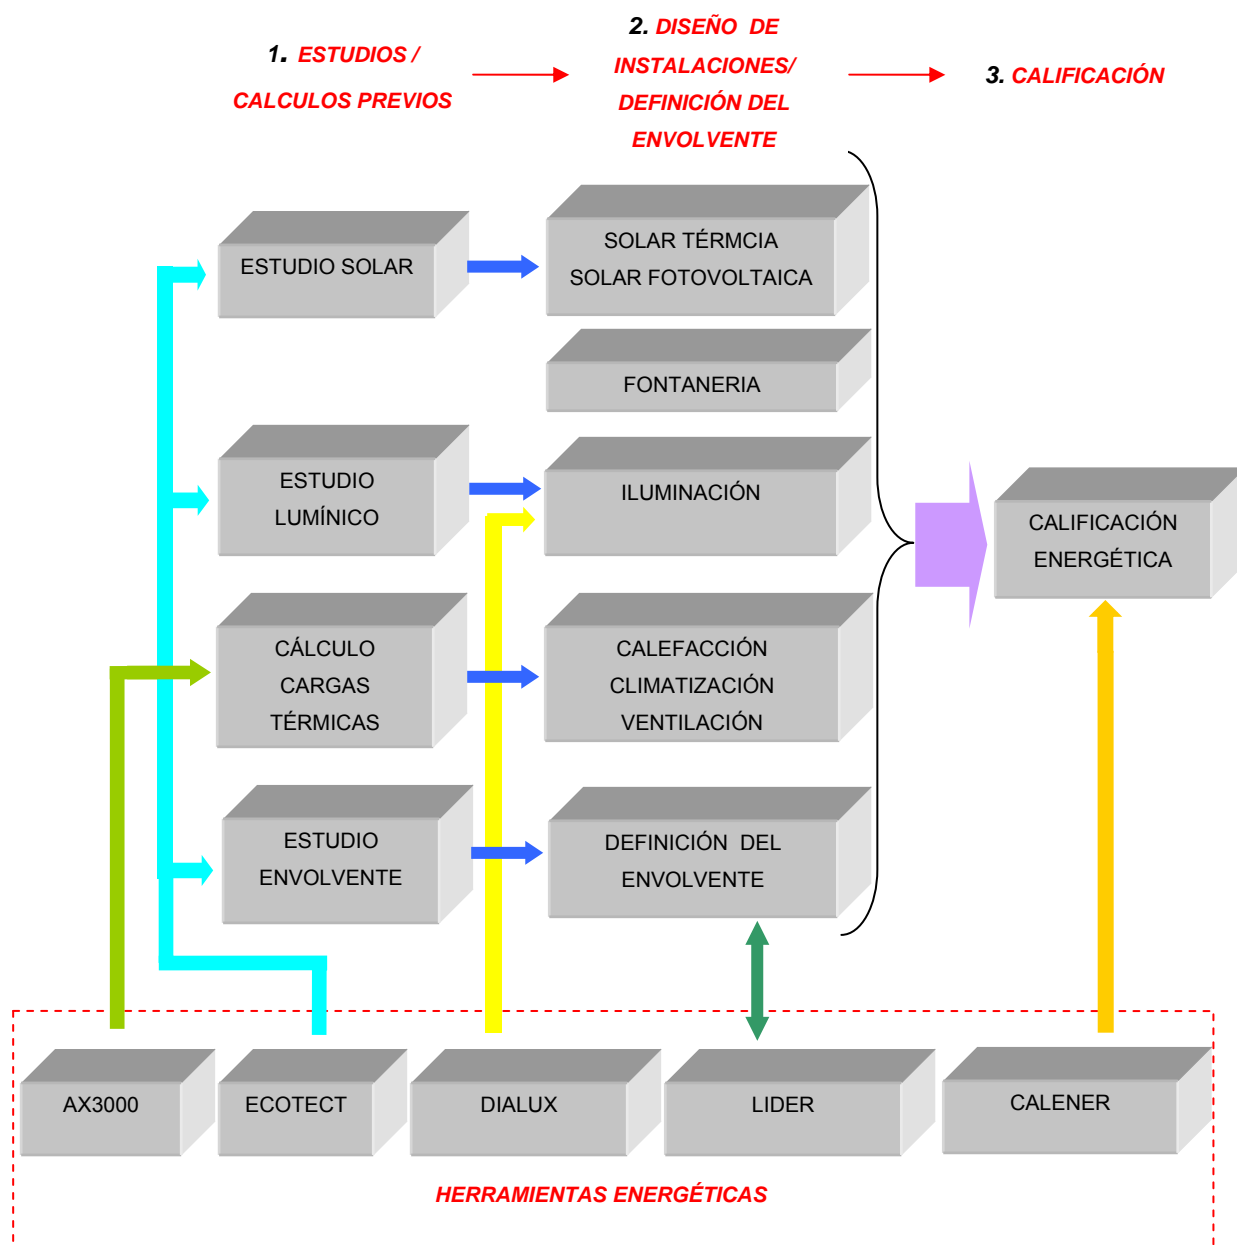 1. ESTUDIOS /
CALCULOS PREVIOS
2. DISEÑO DE
INSTALACIONES/
DEFINICIÓN DEL
ENVOLVENTE
3. CALIFICACIÓN
ESTUDIO SOLAR
SOLAR TÉRMCIA
SOLAR FOTOVOLTAICA
FONTANERIA
ESTUDIO
LUMÍNICO
ILUMINACIÓN
CALIFICACIÓN
ENERGÉTICA
CÁLCULO
CARGAS
TÉRMICAS
CALEFACCIÓN
CLIMATIZACIÓN
VENTILACIÓN
ESTUDIO
ENVOLVENTE
DEFINICIÓN DEL
ENVOLVENTE
AX3000
ECOTECT
DIALUX
LIDER
CALENER
HERRAMIENTAS ENERGÉTICAS